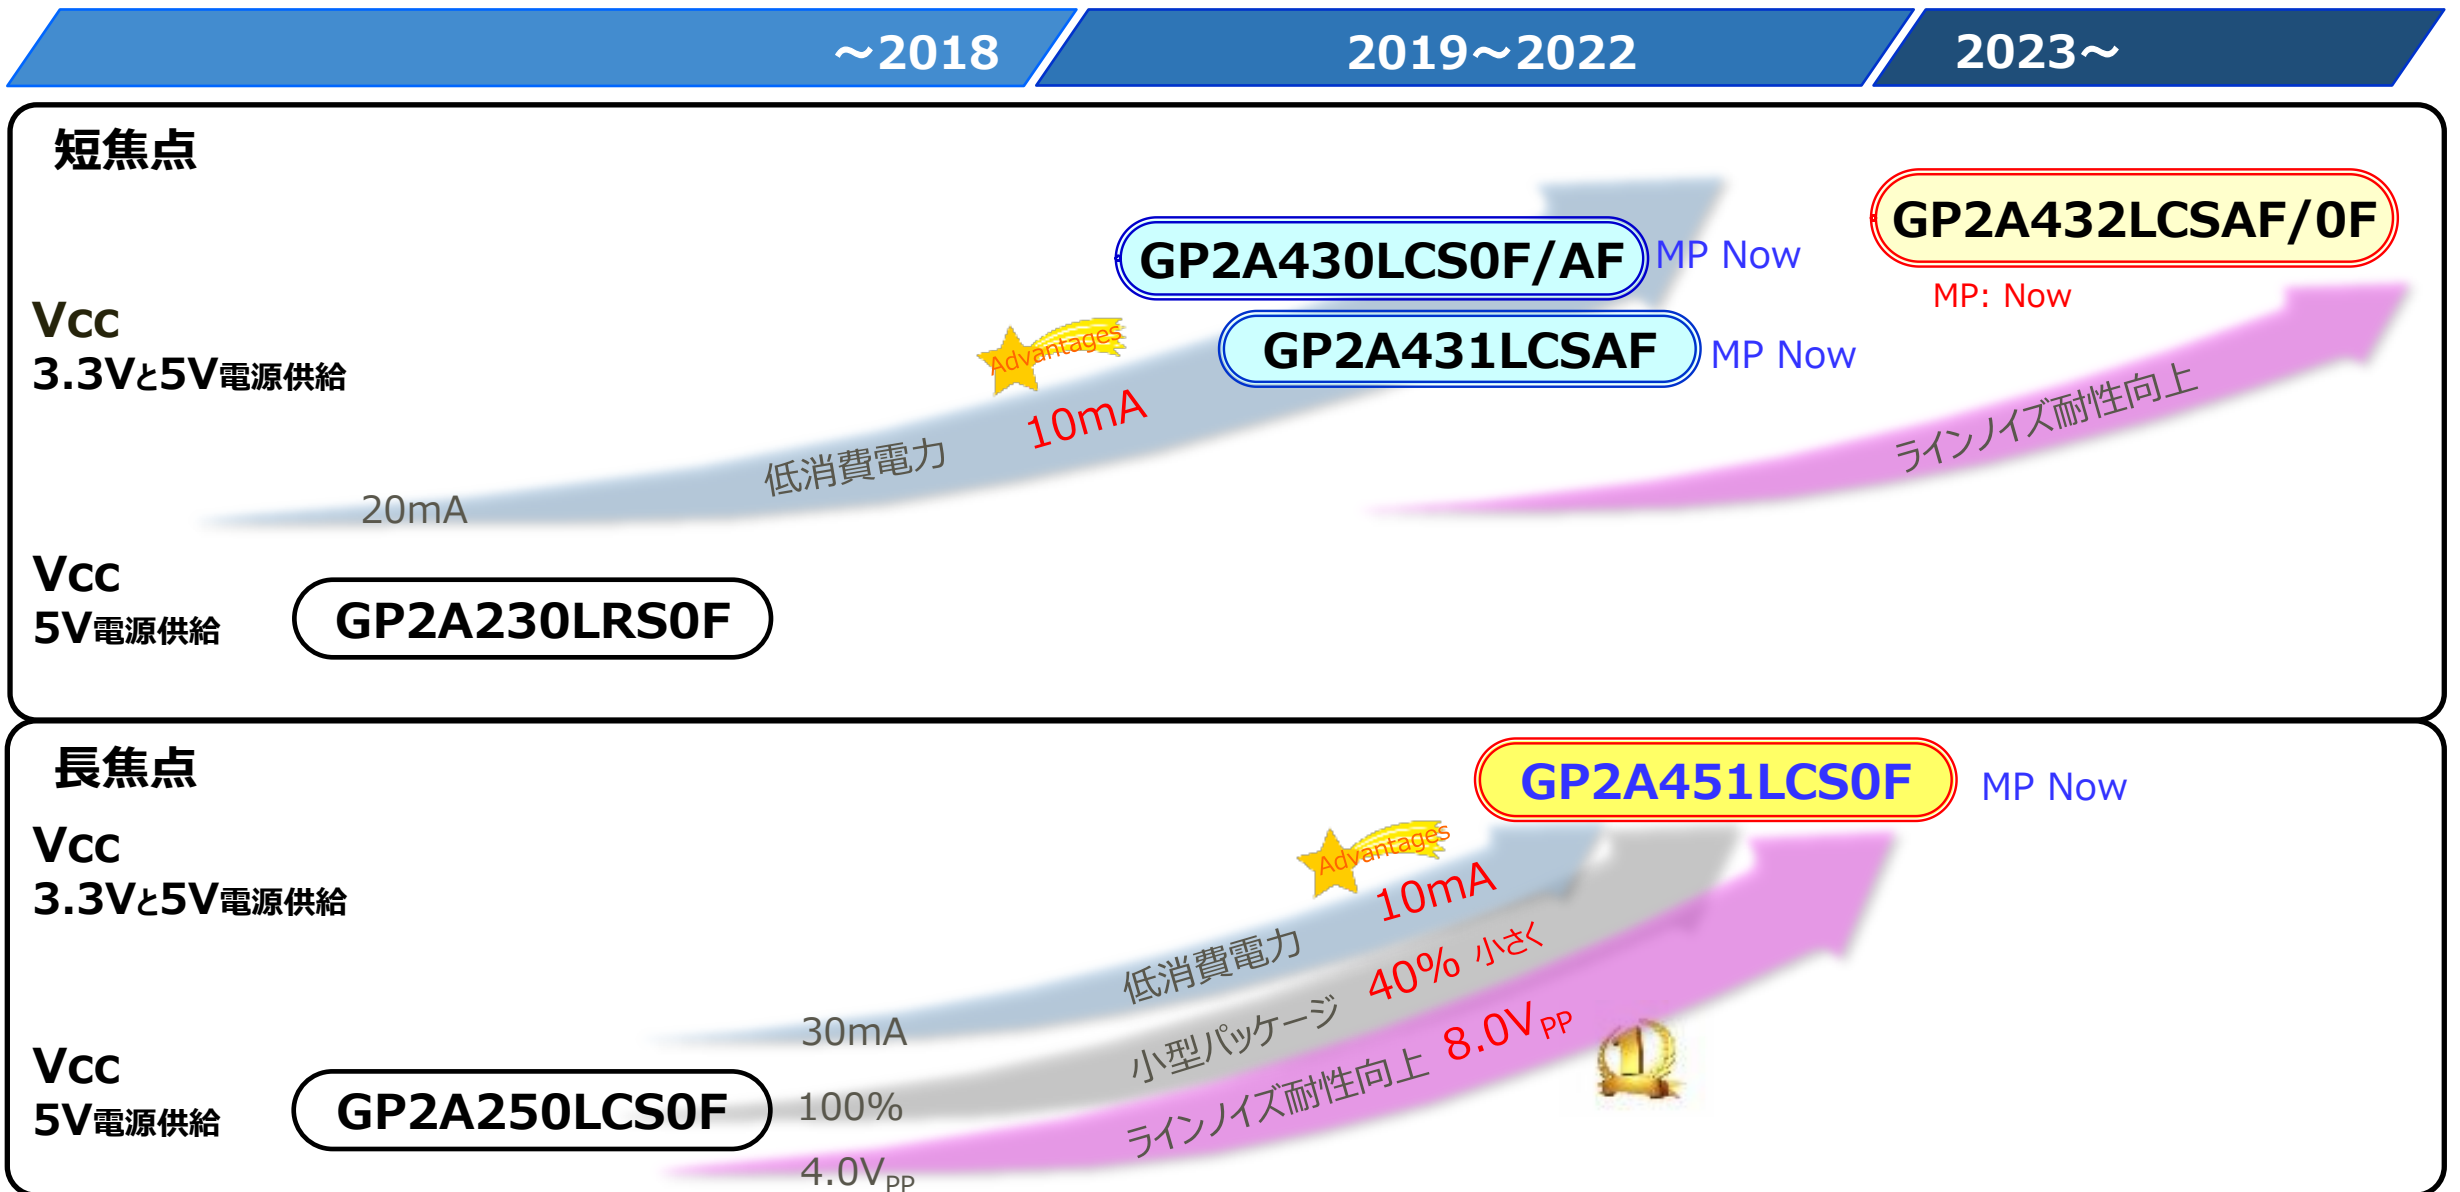 ～2018
2019～2022
2023～
短焦点
GP2A432LCSAF/0F
MP: Now
GP2A430LCS0F/AF
MP Now
Vcc
3.3Vと5V電源供給
Advantages
GP2A431LCSAF
MP Now
10mA
低消費電力
20mA
ラインノイズ耐性向上
Vcc
5V電源供給
GP2A230LRS0F
長焦点
GP2A451LCS0F
MP Now
Vcc
3.3Vと5V電源供給
Advantages
10mA
低消費電力
30mA
40% 小さく
小型パッケージ
100%
8.0VPP
ラインノイズ耐性向上
4.0VPP
1
Vcc
5V電源供給
GP2A250LCS0F